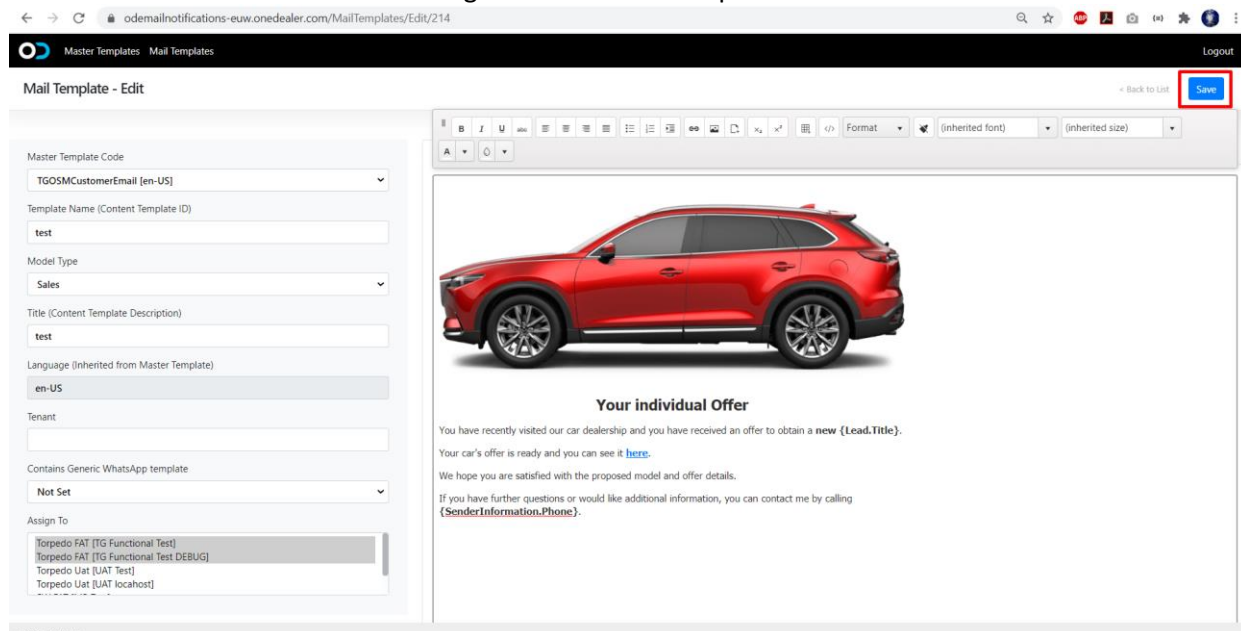 odemailnotifications-euw.onedealer.com/MailTemplates/Edit/214
ABP
Master Templates Mail Templates
Logout
Mail Template - Edit
« Back to List
Save
B I U abc
Format
(inherited font)
(inherited size)
A
Master Template Code
TGOSMCustomerEmail [en-US]
Template Name (Content Template ID)
test
Model Type
Sales
Title (Content Template Description)
test
Language (Inherited from Master Template)
en-US
Tenant
Contains Generic WhatsApp template
Not Set
Assign To
Torpedo FAT [TG Functional Test]
Torpedo FAT [TG Functional Test DEBUG]
Torpedo Uat [UAT Test]
Torpedo Uat [UAT locahost]
Your individual Offer
You have recently visited our car dealership and you have received an offer to obtain a new {Lead.Title}.
Your car's offer is ready and you can see it here.
We hope you are satisfied with the proposed model and offer details.
If you have further questions or would like additional information, you can contact me by calling
{SenderInformation.Phone}.